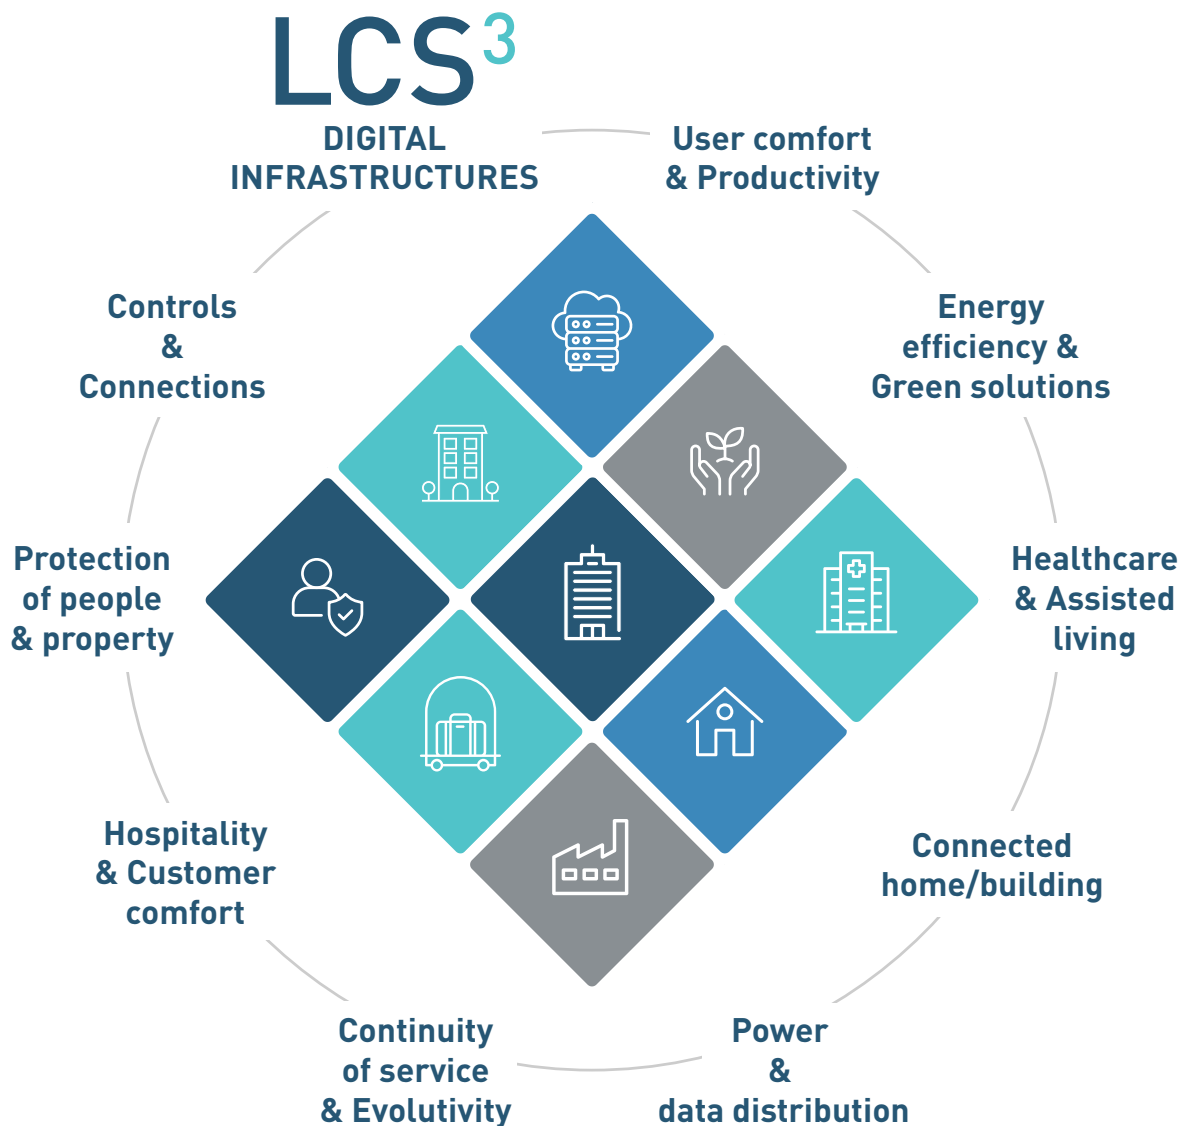 LCS³
DIGITAL
INFRASTRUCTURES
User comfort
& Productivity
Energy
efficiency &
Green solutions
Healthcare
& Assisted
living
Connected
home/building
Power
&
data distribution
Continuity
of service
& Evolutivity
Hospitality
& Customer
comfort
Protection
of people
& property
Controls
&
Connections